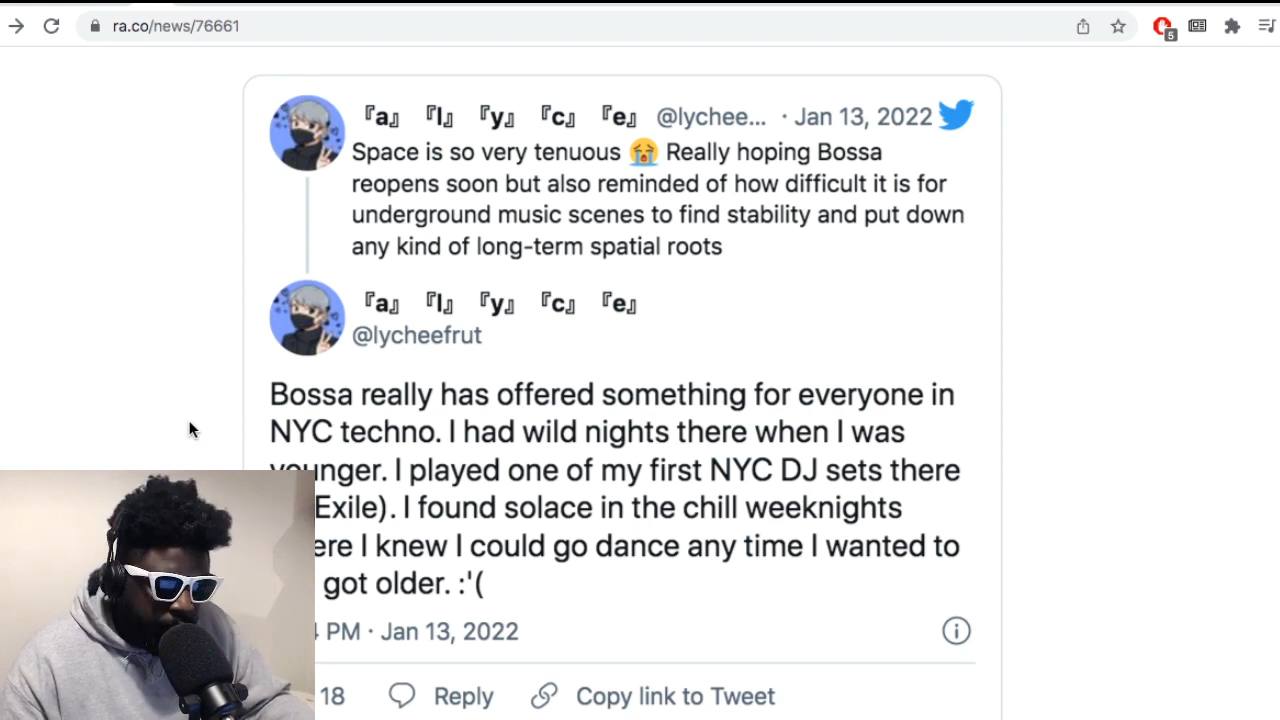 ra.co/news/76661
5
『a』 『l』 『y』 『c』 『e』 @lychee... · Jan 13, 2022
Space is so very tenuous 😭 Really hoping Bossa
reopens soon but also reminded of how difficult it is for
underground music scenes to find stability and put down
any kind of long-term spatial roots
『a』 『l』 『y』 『c』 『e』
@lycheefrut
Bossa really has offered something for everyone in
NYC techno. I had wild nights there when I was
younger. I played one of my first NYC DJ sets there
Exile). I found solace in the chill weeknights
I knew I could go dance any time I wanted to
got older. :'(
PM · Jan 13, 2022
18 Reply Copy link to Tweet